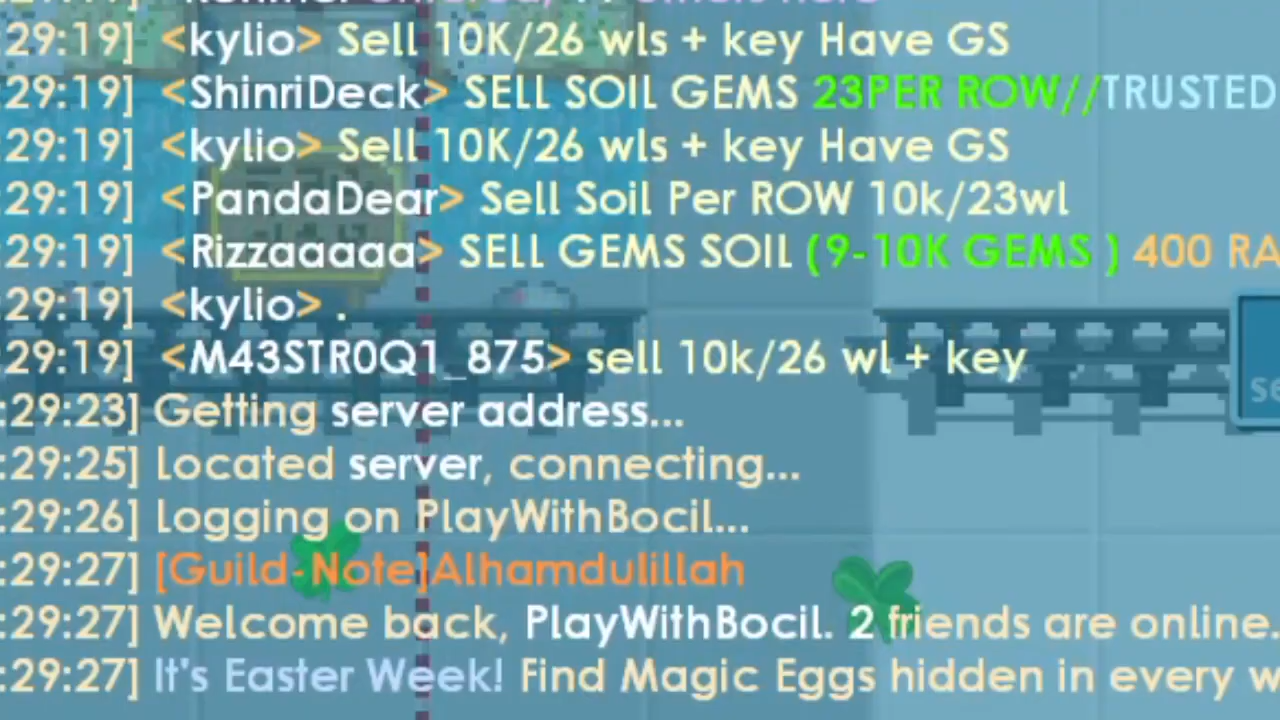 :29:19] <kylio> Sell 10K/26 wls + key Have GS
:29:19] <ShinriDeck> SELL SOIL GEMS 23PER ROW//TRUSTED
:29:19] <kylio> Sell 10K/26 wls + key Have GS
:29:19] <PandaDear> Sell Soil Per ROW 10k/23wl
:29:19] <Rizzaaaaa> SELL GEMS SOIL (9-10K GEMS ) 400 RA
:29:19] <kylio> .
:29:19] <M43STR0Q1_875> sell 10k/26 wl + key
:29:23] Getting server address...
:29:25] Located server, connecting...
:29:26] Logging on PlayWithBocil...
:29:27] [Guild-Note]Alhamdulillah
:29:27] Welcome back, PlayWithBocil. 2 friends are online.
:29:27] It's Easter Week! Find Magic Eggs hidden in every w
se